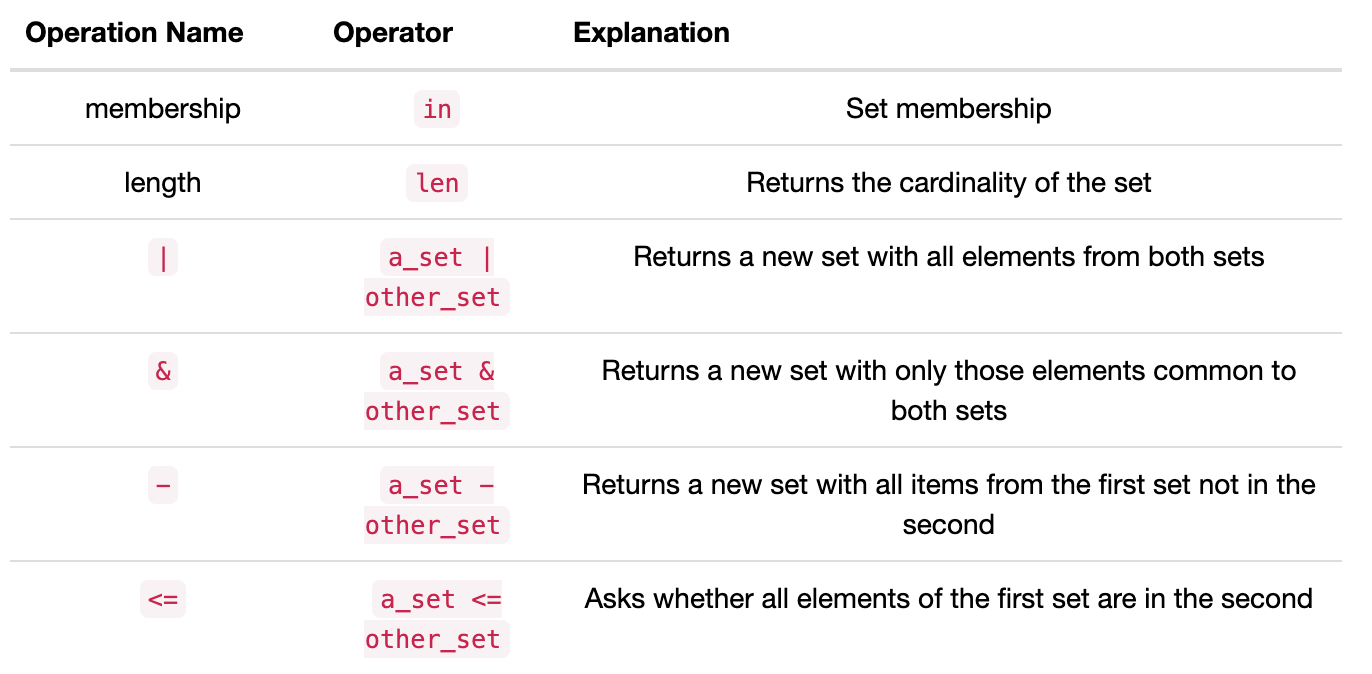 Operation Name Operator Explanation
membership in Set membership
length len Returns the cardinality of the set
| a_set | Returns a new set with all elements from both sets
other_set
& a_set & Returns a new set with only those elements common to
other_set both sets
- a_set - Returns a new set with all items from the first set not in the
other_set second
<= a_set <= Asks whether all elements of the first set are in the second
other_set